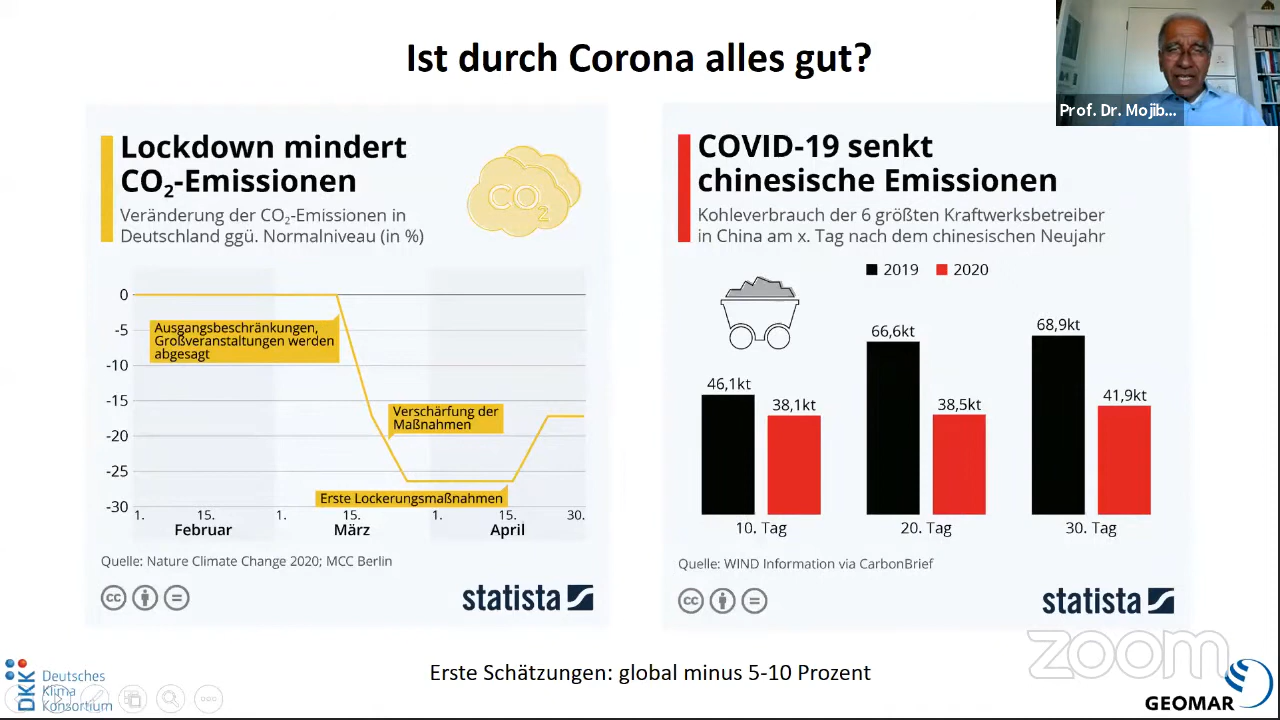 Ist durch Corona alles gut?
Prof. Dr. Mojib...
Lockdown mindert
CO₂-Emissionen
CO₂
Veränderung der CO₂-Emissionen in
Deutschland ggü. Normalniveau (in %)
0
-5
-10
-15
-20
-25
-30
Ausgangsbeschränkungen,
Großveranstaltungen werden
abgesagt
Verschärfung der
Maßnahmen
Erste Lockerungsmaßnahmen
1. 15. 1. 15. 1. 15. 30.
Februar März April
Quelle: Nature Climate Change 2020; MCC Berlin
cc
statista
COVID-19 senkt
chinesische Emissionen
Kohleverbrauch der 6 größten Kraftwerksbetreiber
in China am x. Tag nach dem chinesischen Neujahr
2019 2020
46,1kt
38,1kt
66,6kt
38,5kt
68,9kt
41,9kt
10. Tag 20. Tag 30. Tag
Quelle: WIND Information via CarbonBrief
cc
statista
zoom
Erste Schätzungen: global minus 5-10 Prozent
DKK
Deutsches
Klima
Konsortium
GEOMAR